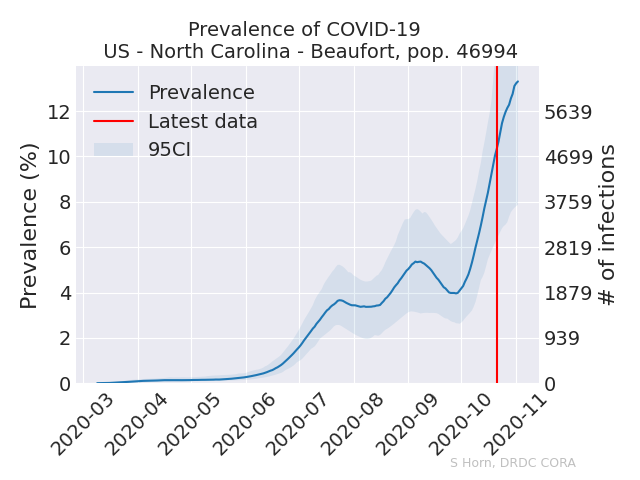 Prevalence of COVID-19
US - North Carolina - Beaufort, pop. 46994
Prevalence
Latest data
95CI
Prevalence (%)
12
10
8
6
4
2
0
5639
4699
3759
2819
1879
939
0
# of infections
2020-03
2020-04
2020-05
2020-06
2020-07
2020-08
2020-09
2020-10
2020-11
S Horn, DRDC CORA